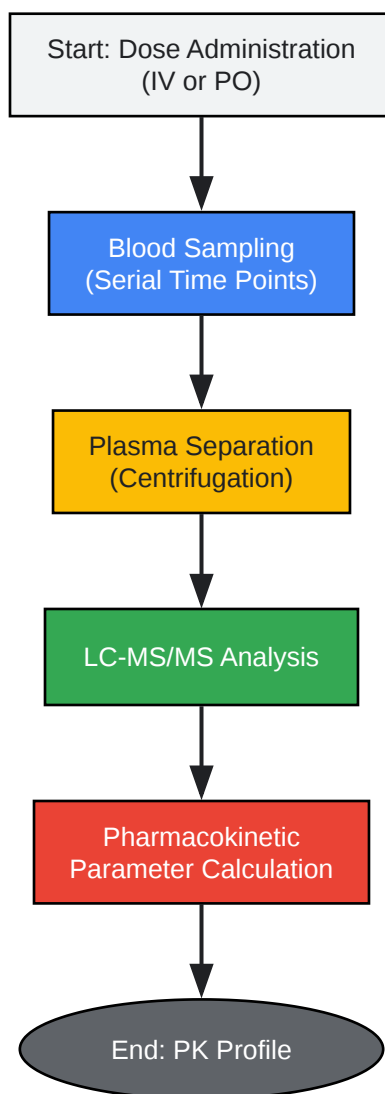 Start: Dose Administration
(IV or PO)
Blood Sampling
(Serial Time Points)
Plasma Separation
(Centrifugation)
LC-MS/MS Analysis
Pharmacokinetic
Parameter Calculation
End: PK Profile